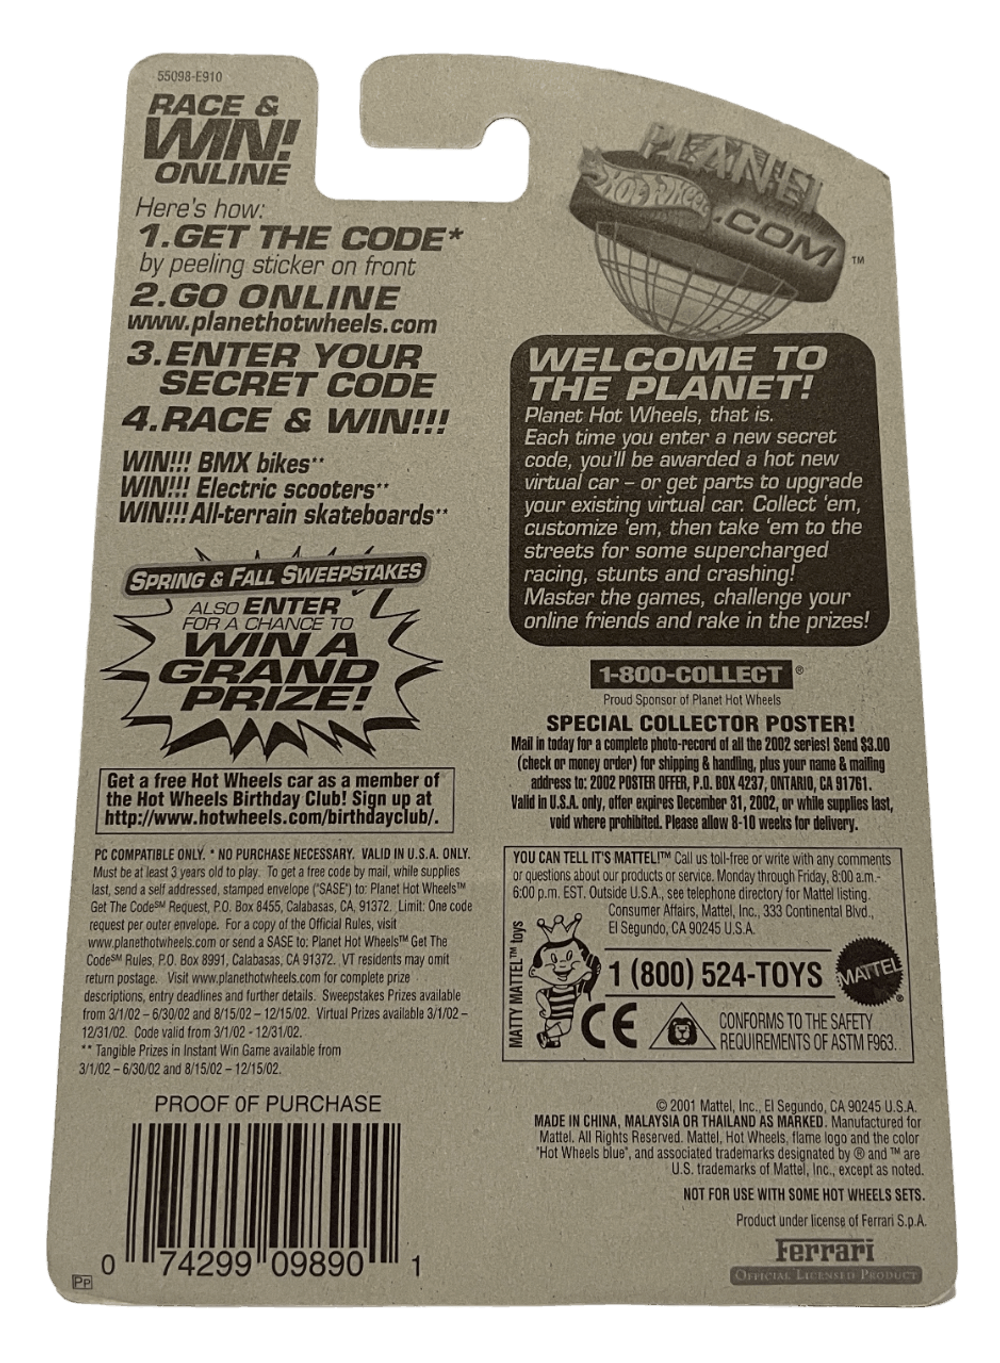 55098-E910
RACE &
WIN!
ONLINE
Here's how:
1.GET THE CODE*
by peeling sticker on front
2.GO ONLINE
www.planethotwheels.com
3.ENTER YOUR
SECRET CODE
4.RACE & WIN!!!
WIN!!! BMX bikes**
WIN!!! Electric scooters**
WIN!!! All-terrain skateboards**
SPRING & FALL SWEEPSTAKES
ALSO ENTER
FOR A CHANCE TO
WIN A
GRAND
PRIZE!
Get a free Hot Wheels car as a member of
the Hot Wheels Birthday Club! Sign up at
http://www.hotwheels.com/birthdayclub/.
PC COMPATIBLE ONLY. * NO PURCHASE NECESSARY. VALID IN U.S.A. ONLY.
Must be at least 3 years old to play. To get a free code by mail, while supplies
last, send a self addressed, stamped envelope ("SASE") to: Planet Hot Wheels™
Get The Code℠ Request, P.O. Box 8455, Calabasas, CA, 91372. Limit: One code
request per outer envelope. For a copy of the Official Rules, visit
www.planethotwheels.com or send a SASE to: Planet Hot Wheels™ Get The
Code℠ Rules, P.O. Box 8991, Calabasas, CA 91372. VT residents may omit
return postage. Visit www.planethotwheels.com for complete prize
descriptions, entry deadlines and further details. Sweepstakes Prizes available
from 3/1/02 – 6/30/02 and 8/15/02 – 12/15/02. Virtual Prizes available 3/1/02 –
12/31/02. Code valid from 3/1/02 - 12/31/02.
** Tangible Prizes in Instant Win Game available from
3/1/02 – 6/30/02 and 8/15/02 – 12/15/02.
PROOF OF PURCHASE
0 74299 09890 1
PP
PLANET
Hot Wheels
.COM
™
WELCOME TO
THE PLANET!
Planet Hot Wheels, that is.
Each time you enter a new secret
code, you'll be awarded a hot new
virtual car – or get parts to upgrade
your existing virtual car. Collect 'em,
customize 'em, then take 'em to the
streets for some supercharged
racing, stunts and crashing!
Master the games, challenge your
online friends and rake in the prizes!
1-800-COLLECT ®
Proud Sponsor of Planet Hot Wheels
SPECIAL COLLECTOR POSTER!
Mail in today for a complete photo-record of all the 2002 series! Send $3.00
(check or money order) for shipping & handling, plus your name & mailing
address to: 2002 POSTER OFFER, P.O. BOX 4237, ONTARIO, CA 91761.
Valid in U.S.A. only, offer expires December 31, 2002, or while supplies last,
void where prohibited. Please allow 8-10 weeks for delivery.
YOU CAN TELL IT'S MATTEL!™ Call us toll-free or write with any comments
or questions about our products or service. Monday through Friday, 8:00 a.m.-
6:00 p.m. EST. Outside U.S.A., see telephone directory for Mattel listing.
Consumer Affairs, Mattel, Inc., 333 Continental Blvd.,
El Segundo, CA 90245 U.S.A.
MATTY MATTEL™ toys
1 (800) 524-TOYS
MATTEL
®
CE
CONFORMS TO THE SAFETY
REQUIREMENTS OF ASTM F963.
© 2001 Mattel, Inc., El Segundo, CA 90245 U.S.A.
MADE IN CHINA, MALAYSIA OR THAILAND AS MARKED. Manufactured for
Mattel. All Rights Reserved. Mattel, Hot Wheels, flame logo and the color
"Hot Wheels blue", and associated trademarks designated by ® and ™ are
U.S. trademarks of Mattel, Inc., except as noted.
NOT FOR USE WITH SOME HOT WHEELS SETS.
Product under license of Ferrari S.p.A.
Ferrari
OFFICIAL LICENSED PRODUCT